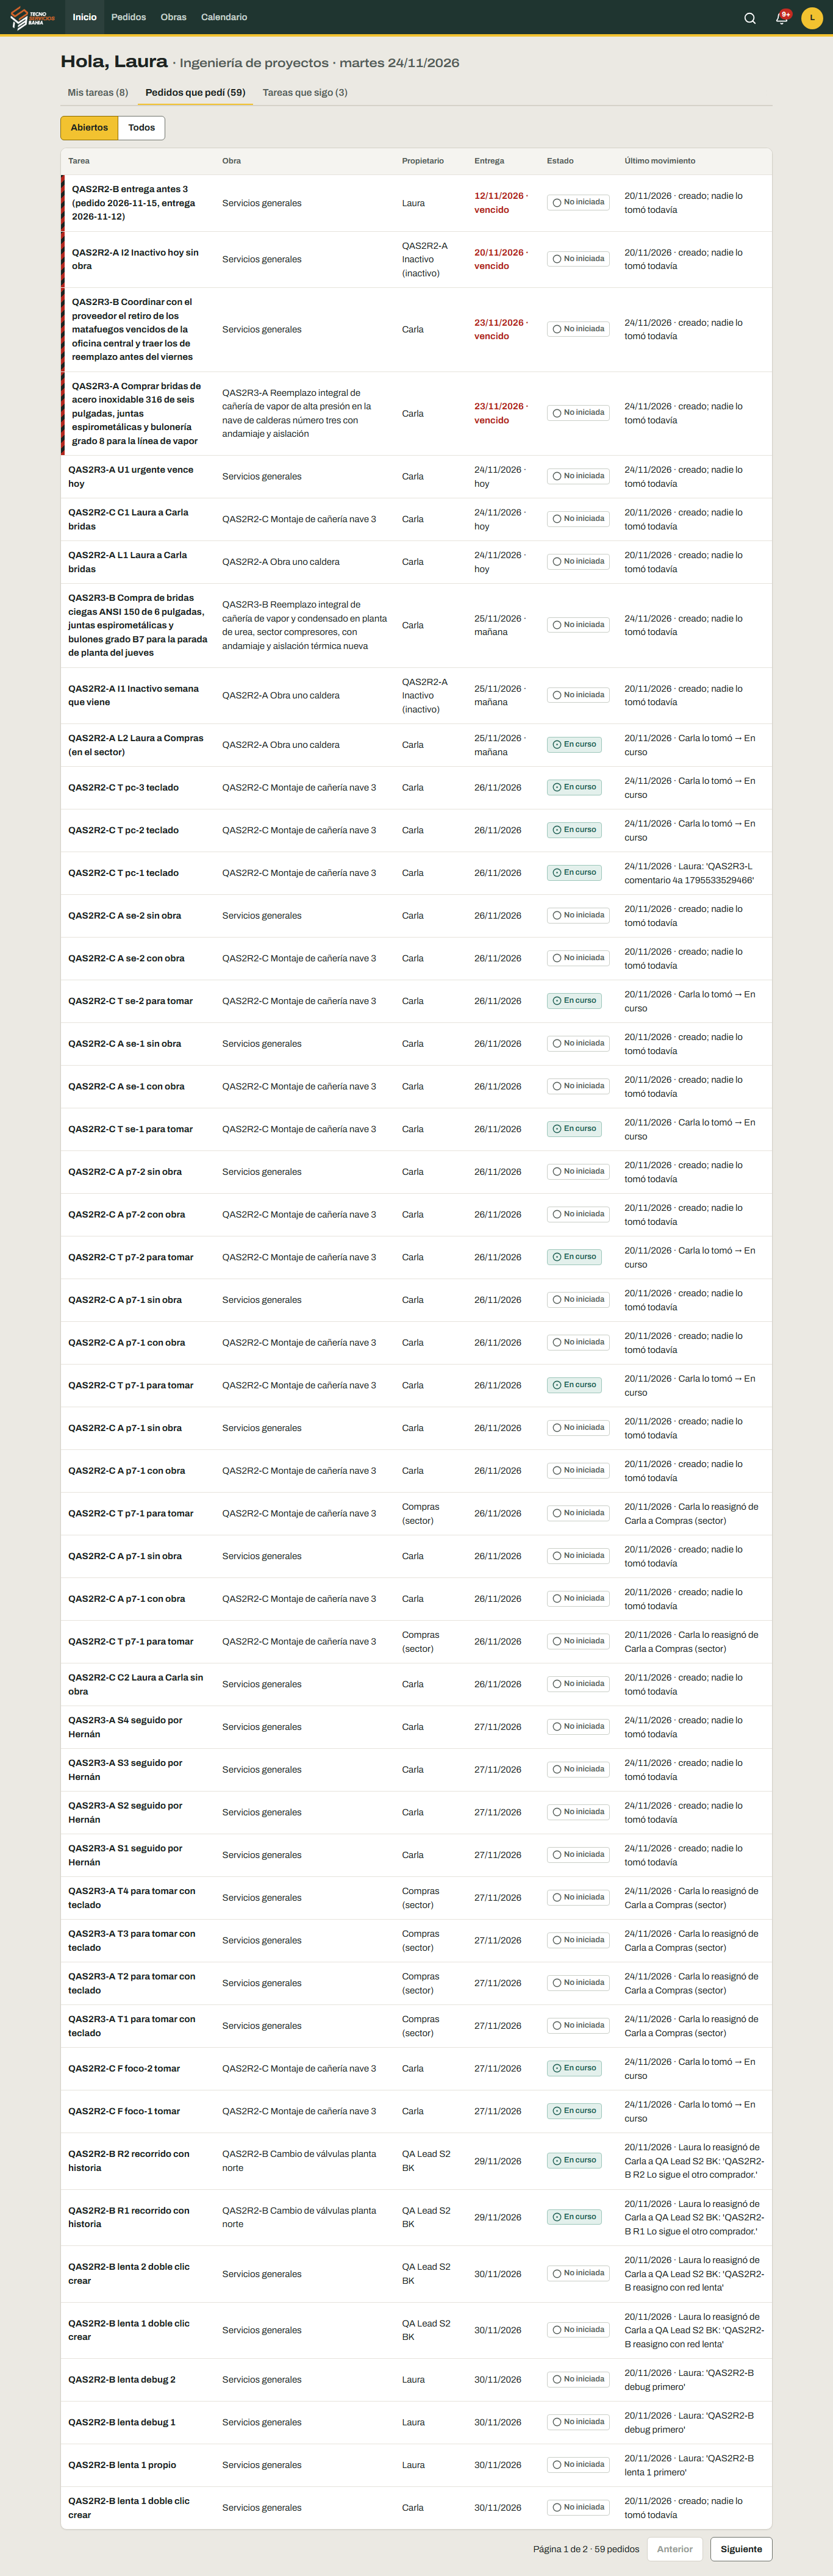 TECNO
SERVICIOS
BAHIA
Inicio
Pedidos
Obras
Calendario
9+
L
Hola, Laura · Ingeniería de proyectos · martes 24/11/2026
Mis tareas (8)
Pedidos que pedí (59)
Tareas que sigo (3)
Abiertos
Todos
Tarea
Obra
Propietario
Entrega
Estado
Último movimiento
QAS2R2-B entrega antes 3
(pedido 2026-11-15, entrega
2026-11-12)
Servicios generales
Laura
12/11/2026 ·
vencido
No iniciada
20/11/2026 · creado; nadie lo
tomó todavía
QAS2R2-A I2 Inactivo hoy sin
obra
Servicios generales
QAS2R2-A
Inactivo
(inactivo)
20/11/2026 ·
vencido
No iniciada
20/11/2026 · creado; nadie lo
tomó todavía
QAS2R3-B Coordinar con el
proveedor el retiro de los
matafuegos vencidos de la
oficina central y traer los de
reemplazo antes del viernes
Servicios generales
Carla
23/11/2026 ·
vencido
No iniciada
24/11/2026 · creado; nadie lo
tomó todavía
QAS2R3-A Comprar bridas de
acero inoxidable 316 de seis
pulgadas, juntas
espirometálicas y bulonería
grado 8 para la línea de vapor
QAS2R3-A Reemplazo integral de
cañería de vapor de alta presión en la
nave de calderas número tres con
andamiaje y aislación
Carla
23/11/2026 ·
vencido
No iniciada
24/11/2026 · creado; nadie lo
tomó todavía
QAS2R3-A U1 urgente vence
hoy
Servicios generales
Carla
24/11/2026 ·
hoy
No iniciada
24/11/2026 · creado; nadie lo
tomó todavía
QAS2R2-C C1 Laura a Carla
bridas
QAS2R2-C Montaje de cañería nave 3
Carla
24/11/2026 ·
hoy
No iniciada
20/11/2026 · creado; nadie lo
tomó todavía
QAS2R2-A L1 Laura a Carla
bridas
QAS2R2-A Obra uno caldera
Carla
24/11/2026 ·
hoy
No iniciada
20/11/2026 · creado; nadie lo
tomó todavía
QAS2R3-B Compra de bridas
ciegas ANSI 150 de 6 pulgadas,
juntas espirometálicas y
bulones grado B7 para la parada
de planta del jueves
QAS2R3-B Reemplazo integral de
cañería de vapor y condensado en planta
de urea, sector compresores, con
andamiaje y aislación térmica nueva
Carla
25/11/2026 ·
mañana
No iniciada
24/11/2026 · creado; nadie lo
tomó todavía
QAS2R2-A I1 Inactivo semana
que viene
QAS2R2-A Obra uno caldera
QAS2R2-A
Inactivo
(inactivo)
25/11/2026 ·
mañana
No iniciada
20/11/2026 · creado; nadie lo
tomó todavía
QAS2R2-A L2 Laura a Compras
(en el sector)
QAS2R2-A Obra uno caldera
Carla
25/11/2026 ·
mañana
En curso
20/11/2026 · Carla lo tomó → En
curso
QAS2R2-C T pc-3 teclado
QAS2R2-C Montaje de cañería nave 3
Carla
26/11/2026
En curso
24/11/2026 · Carla lo tomó → En
curso
QAS2R2-C T pc-2 teclado
QAS2R2-C Montaje de cañería nave 3
Carla
26/11/2026
En curso
24/11/2026 · Carla lo tomó → En
curso
QAS2R2-C T pc-1 teclado
QAS2R2-C Montaje de cañería nave 3
Carla
26/11/2026
En curso
24/11/2026 · Laura: 'QAS2R3-L
comentario 4a 1795533529466'
QAS2R2-C A se-2 sin obra
Servicios generales
Carla
26/11/2026
No iniciada
20/11/2026 · creado; nadie lo
tomó todavía
QAS2R2-C A se-2 con obra
QAS2R2-C Montaje de cañería nave 3
Carla
26/11/2026
No iniciada
20/11/2026 · creado; nadie lo
tomó todavía
QAS2R2-C T se-2 para tomar
QAS2R2-C Montaje de cañería nave 3
Carla
26/11/2026
En curso
20/11/2026 · Carla lo tomó → En
curso
QAS2R2-C A se-1 sin obra
Servicios generales
Carla
26/11/2026
No iniciada
20/11/2026 · creado; nadie lo
tomó todavía
QAS2R2-C A se-1 con obra
QAS2R2-C Montaje de cañería nave 3
Carla
26/11/2026
No iniciada
20/11/2026 · creado; nadie lo
tomó todavía
QAS2R2-C T se-1 para tomar
QAS2R2-C Montaje de cañería nave 3
Carla
26/11/2026
En curso
20/11/2026 · Carla lo tomó → En
curso
QAS2R2-C A p7-2 sin obra
Servicios generales
Carla
26/11/2026
No iniciada
20/11/2026 · creado; nadie lo
tomó todavía
QAS2R2-C A p7-2 con obra
QAS2R2-C Montaje de cañería nave 3
Carla
26/11/2026
No iniciada
20/11/2026 · creado; nadie lo
tomó todavía
QAS2R2-C T p7-2 para tomar
QAS2R2-C Montaje de cañería nave 3
Carla
26/11/2026
En curso
20/11/2026 · Carla lo tomó → En
curso
QAS2R2-C A p7-1 sin obra
Servicios generales
Carla
26/11/2026
No iniciada
20/11/2026 · creado; nadie lo
tomó todavía
QAS2R2-C A p7-1 con obra
QAS2R2-C Montaje de cañería nave 3
Carla
26/11/2026
No iniciada
20/11/2026 · creado; nadie lo
tomó todavía
QAS2R2-C T p7-1 para tomar
QAS2R2-C Montaje de cañería nave 3
Carla
26/11/2026
En curso
20/11/2026 · Carla lo tomó → En
curso
QAS2R2-C A p7-1 sin obra
Servicios generales
Carla
26/11/2026
No iniciada
20/11/2026 · creado; nadie lo
tomó todavía
QAS2R2-C A p7-1 con obra
QAS2R2-C Montaje de cañería nave 3
Carla
26/11/2026
No iniciada
20/11/2026 · creado; nadie lo
tomó todavía
QAS2R2-C T p7-1 para tomar
QAS2R2-C Montaje de cañería nave 3
Compras
(sector)
26/11/2026
No iniciada
20/11/2026 · Carla lo reasignó de
Carla a Compras (sector)
QAS2R2-C A p7-1 sin obra
Servicios generales
Carla
26/11/2026
No iniciada
20/11/2026 · creado; nadie lo
tomó todavía
QAS2R2-C A p7-1 con obra
QAS2R2-C Montaje de cañería nave 3
Carla
26/11/2026
No iniciada
20/11/2026 · creado; nadie lo
tomó todavía
QAS2R2-C T p7-1 para tomar
QAS2R2-C Montaje de cañería nave 3
Compras
(sector)
26/11/2026
No iniciada
20/11/2026 · Carla lo reasignó de
Carla a Compras (sector)
QAS2R2-C C2 Laura a Carla sin
obra
Servicios generales
Carla
26/11/2026
No iniciada
20/11/2026 · creado; nadie lo
tomó todavía
QAS2R3-A S4 seguido por
Hernán
Servicios generales
Carla
27/11/2026
No iniciada
24/11/2026 · creado; nadie lo
tomó todavía
QAS2R3-A S3 seguido por
Hernán
Servicios generales
Carla
27/11/2026
No iniciada
24/11/2026 · creado; nadie lo
tomó todavía
QAS2R3-A S2 seguido por
Hernán
Servicios generales
Carla
27/11/2026
No iniciada
24/11/2026 · creado; nadie lo
tomó todavía
QAS2R3-A S1 seguido por
Hernán
Servicios generales
Carla
27/11/2026
No iniciada
24/11/2026 · creado; nadie lo
tomó todavía
QAS2R3-A T4 para tomar con
teclado
Servicios generales
Compras
(sector)
27/11/2026
No iniciada
24/11/2026 · Carla lo reasignó de
Carla a Compras (sector)
QAS2R3-A T3 para tomar con
teclado
Servicios generales
Compras
(sector)
27/11/2026
No iniciada
24/11/2026 · Carla lo reasignó de
Carla a Compras (sector)
QAS2R3-A T2 para tomar con
teclado
Servicios generales
Compras
(sector)
27/11/2026
No iniciada
24/11/2026 · Carla lo reasignó de
Carla a Compras (sector)
QAS2R3-A T1 para tomar con
teclado
Servicios generales
Compras
(sector)
27/11/2026
No iniciada
24/11/2026 · Carla lo reasignó de
Carla a Compras (sector)
QAS2R2-C F foco-2 tomar
QAS2R2-C Montaje de cañería nave 3
Carla
27/11/2026
En curso
24/11/2026 · Carla lo tomó → En
curso
QAS2R2-C F foco-1 tomar
QAS2R2-C Montaje de cañería nave 3
Carla
27/11/2026
En curso
24/11/2026 · Carla lo tomó → En
curso
QAS2R2-B R2 recorrido con
historia
QAS2R2-B Cambio de válvulas planta
norte
QA Lead S2
BK
29/11/2026
En curso
20/11/2026 · Laura lo reasignó de
Carla a QA Lead S2 BK: 'QAS2R2-
B R2 Lo sigue el otro comprador.'
QAS2R2-B R1 recorrido con
historia
QAS2R2-B Cambio de válvulas planta
norte
QA Lead S2
BK
29/11/2026
En curso
20/11/2026 · Laura lo reasignó de
Carla a QA Lead S2 BK: 'QAS2R2-
B R1 Lo sigue el otro comprador.'
QAS2R2-B lenta 2 doble clic
crear
Servicios generales
QA Lead S2
BK
30/11/2026
No iniciada
20/11/2026 · Laura lo reasignó de
Carla a QA Lead S2 BK: 'QAS2R2-
B reasigno con red lenta'
QAS2R2-B lenta 1 doble clic
crear
Servicios generales
QA Lead S2
BK
30/11/2026
No iniciada
20/11/2026 · Laura lo reasignó de
Carla a QA Lead S2 BK: 'QAS2R2-
B reasigno con red lenta'
QAS2R2-B lenta debug 2
Servicios generales
Laura
30/11/2026
No iniciada
20/11/2026 · Laura: 'QAS2R2-B
debug primero'
QAS2R2-B lenta debug 1
Servicios generales
Laura
30/11/2026
No iniciada
20/11/2026 · Laura: 'QAS2R2-B
debug primero'
QAS2R2-B lenta 1 propio
Servicios generales
Laura
30/11/2026
No iniciada
20/11/2026 · Laura: 'QAS2R2-B
lenta 1 primero'
QAS2R2-B lenta 1 doble clic
crear
Servicios generales
Carla
30/11/2026
No iniciada
20/11/2026 · creado; nadie lo
tomó todavía
Página 1 de 2 · 59 pedidos
Anterior
Siguiente